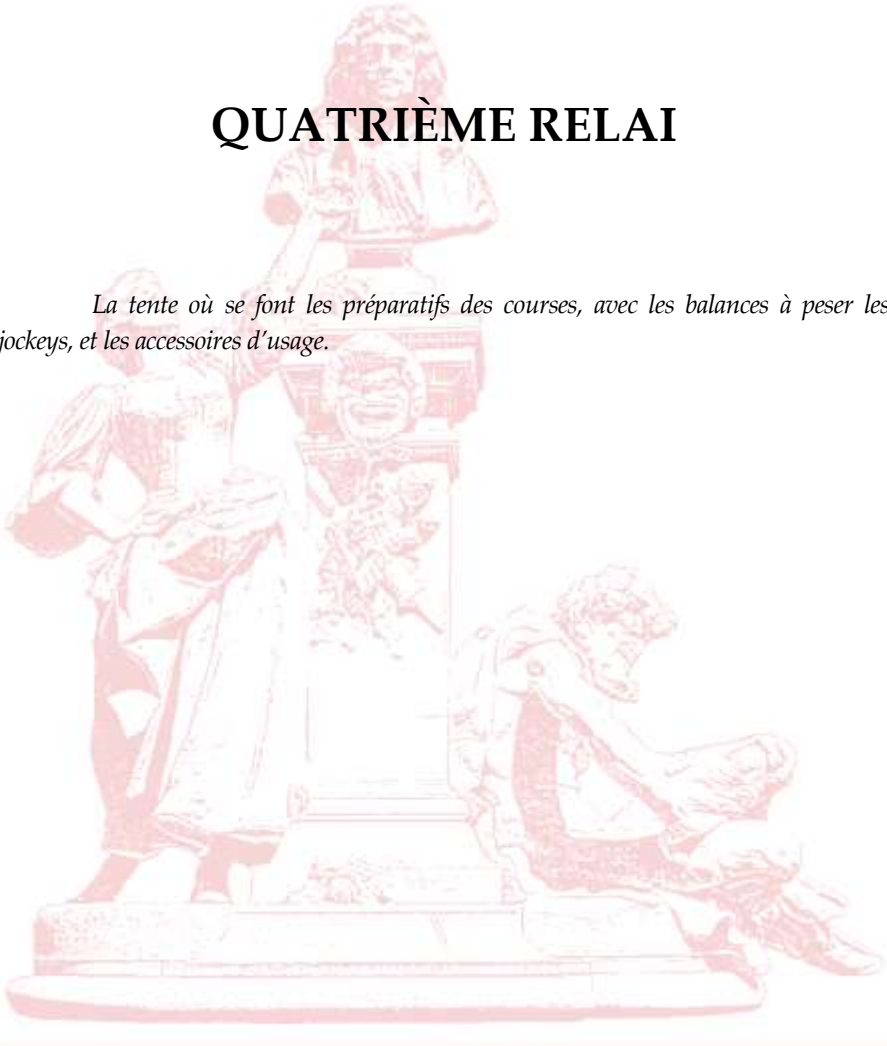 QUATRIÈME RELAI
La tente où se font les préparatifs des courses, avec les balances à peser les
jockeys, et les accessoires d’usage.